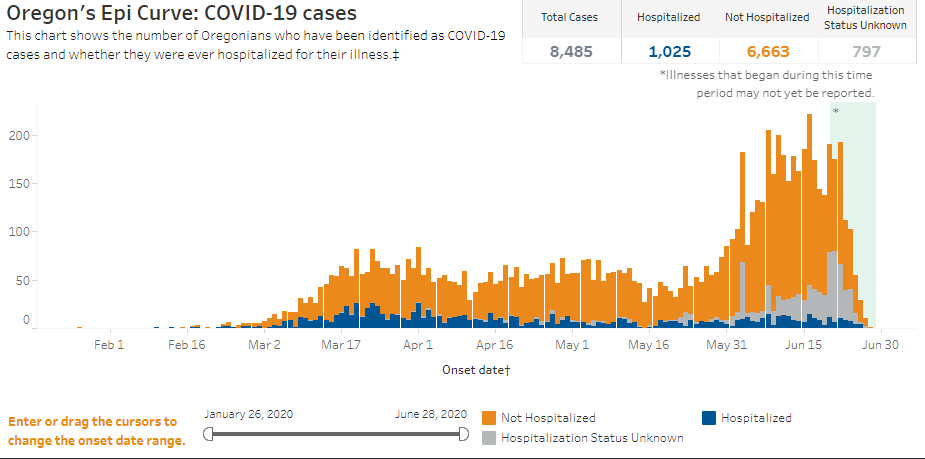 Oregon's Epi Curve: COVID-19 cases
This chart shows the number of Oregonians who have been identified as COVID-19
cases and whether they were ever hospitalized for their illness.‡
Total Cases
Hospitalized
Not Hospitalized
Hospitalization
Status Unknown
8,485
1,025
6,663
797
*Illnesses that began during this time
period may not yet be reported.
*
200
150
100
50
0
Feb 1
Feb 16
Mar 2
Mar 17
Apr 1
Apr 16
May 1
May 16
May 31
Jun 15
Jun 30
Onset date†
Enter or drag the cursors to
change the onset date range.
January 26, 2020
June 28, 2020
Not Hospitalized
Hospitalized
Hospitalization Status Unknown